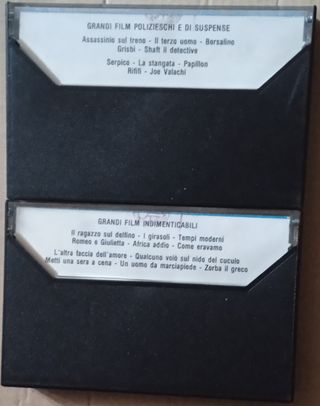 GRANDI FILM POLIZIESCHI E DI SUSPENSE
Assassinio sul treno - Il terzo uomo - Borsalino
Grisbi - Shaft il detective
Serpico - La stangata - Papillon
Rififi - Joe Valachi
GRANDI FILM INDIMENTICABILI
Il ragazzo sul delfino - I girasoli - Tempi moderni
Romeo e Giulietta - Africa addio - Come eravamo
L'altra faccia dell'amore - Qualcuno volò sul nido del cuculo
Metti una sera a cena - Un uomo da marciapiede - Zorba il greco